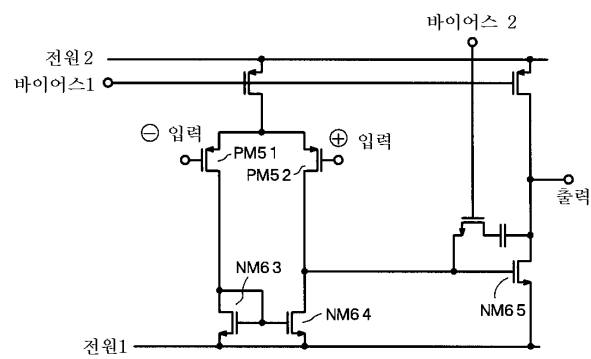 바이어스 2
전원2
바이어스1
⊖ 입력
⊕ 입력
PM51
PM52
출력
NM63
NM64
NM65
전원1